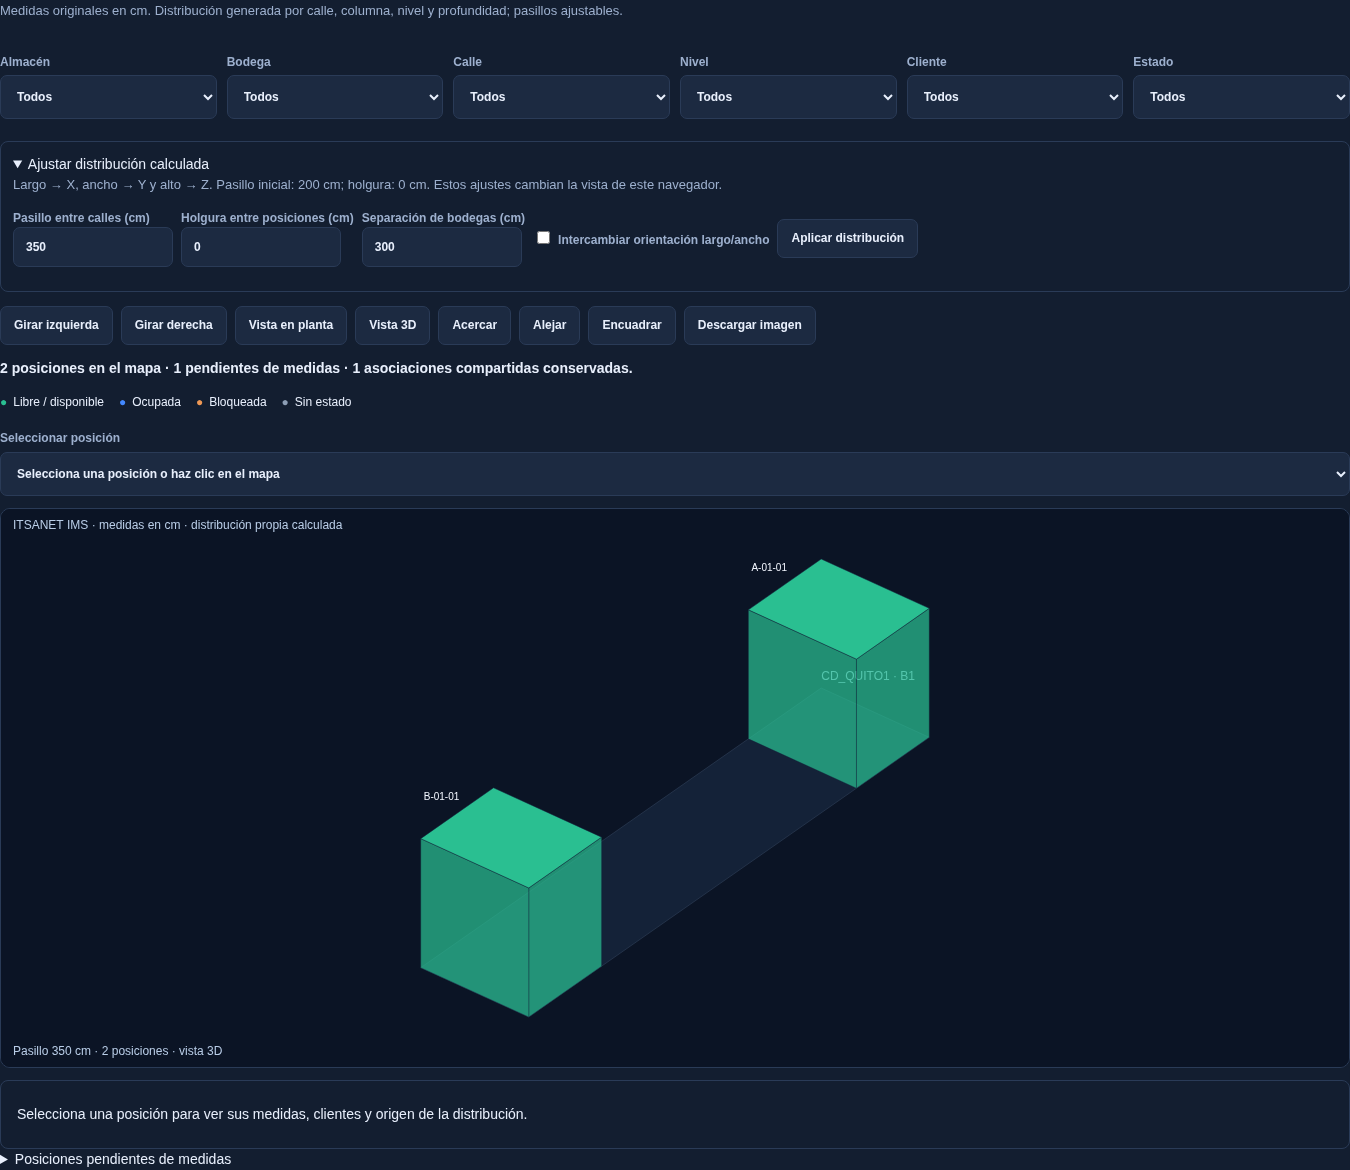 Medidas originales en cm. Distribución generada por calle, columna, nivel y profundidad; pasillos ajustables.
Almacén Bodega Calle Nivel Cliente Estado
Todos Todos Todos Todos Todos Todos
▼ Ajustar distribución calculada
Largo → X, ancho → Y y alto → Z. Pasillo inicial: 200 cm; holgura: 0 cm. Estos ajustes cambian la vista de este navegador.
Pasillo entre calles (cm) Holgura entre posiciones (cm) Separación de bodegas (cm)
350 0 300 Intercambiar orientación largo/ancho Aplicar distribución
Girar izquierda Girar derecha Vista en planta Vista 3D Acercar Alejar Encuadrar Descargar imagen
2 posiciones en el mapa · 1 pendientes de medidas · 1 asociaciones compartidas conservadas.
● Libre / disponible ● Ocupada ● Bloqueada ● Sin estado
Seleccionar posición
Selecciona una posición o haz clic en el mapa
ITSANET IMS · medidas en cm · distribución propia calculada
A-01-01
CD_QUITO1 · B1
B-01-01
Pasillo 350 cm · 2 posiciones · vista 3D
Selecciona una posición para ver sus medidas, clientes y origen de la distribución.
▶ Posiciones pendientes de medidas